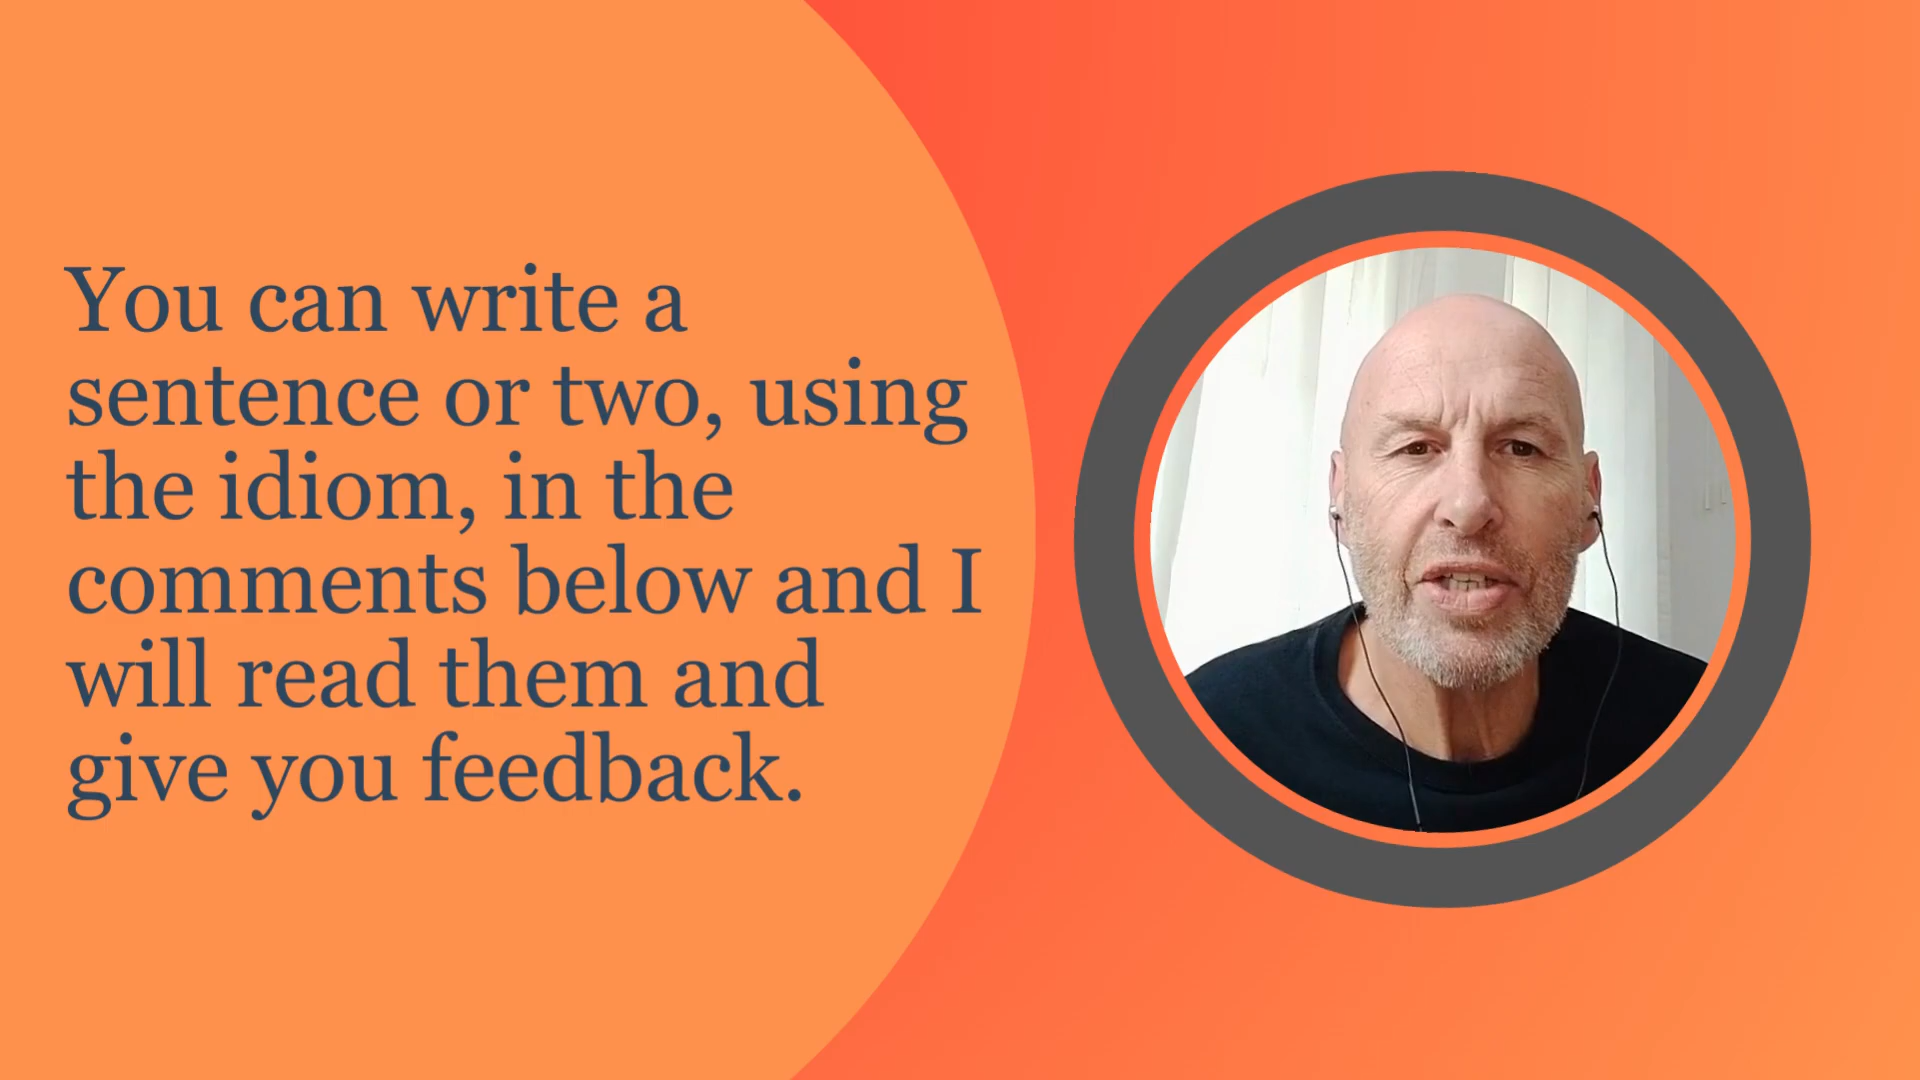 You can write a
sentence or two, using
the idiom, in the
comments below and I
will read them and
give you feedback.